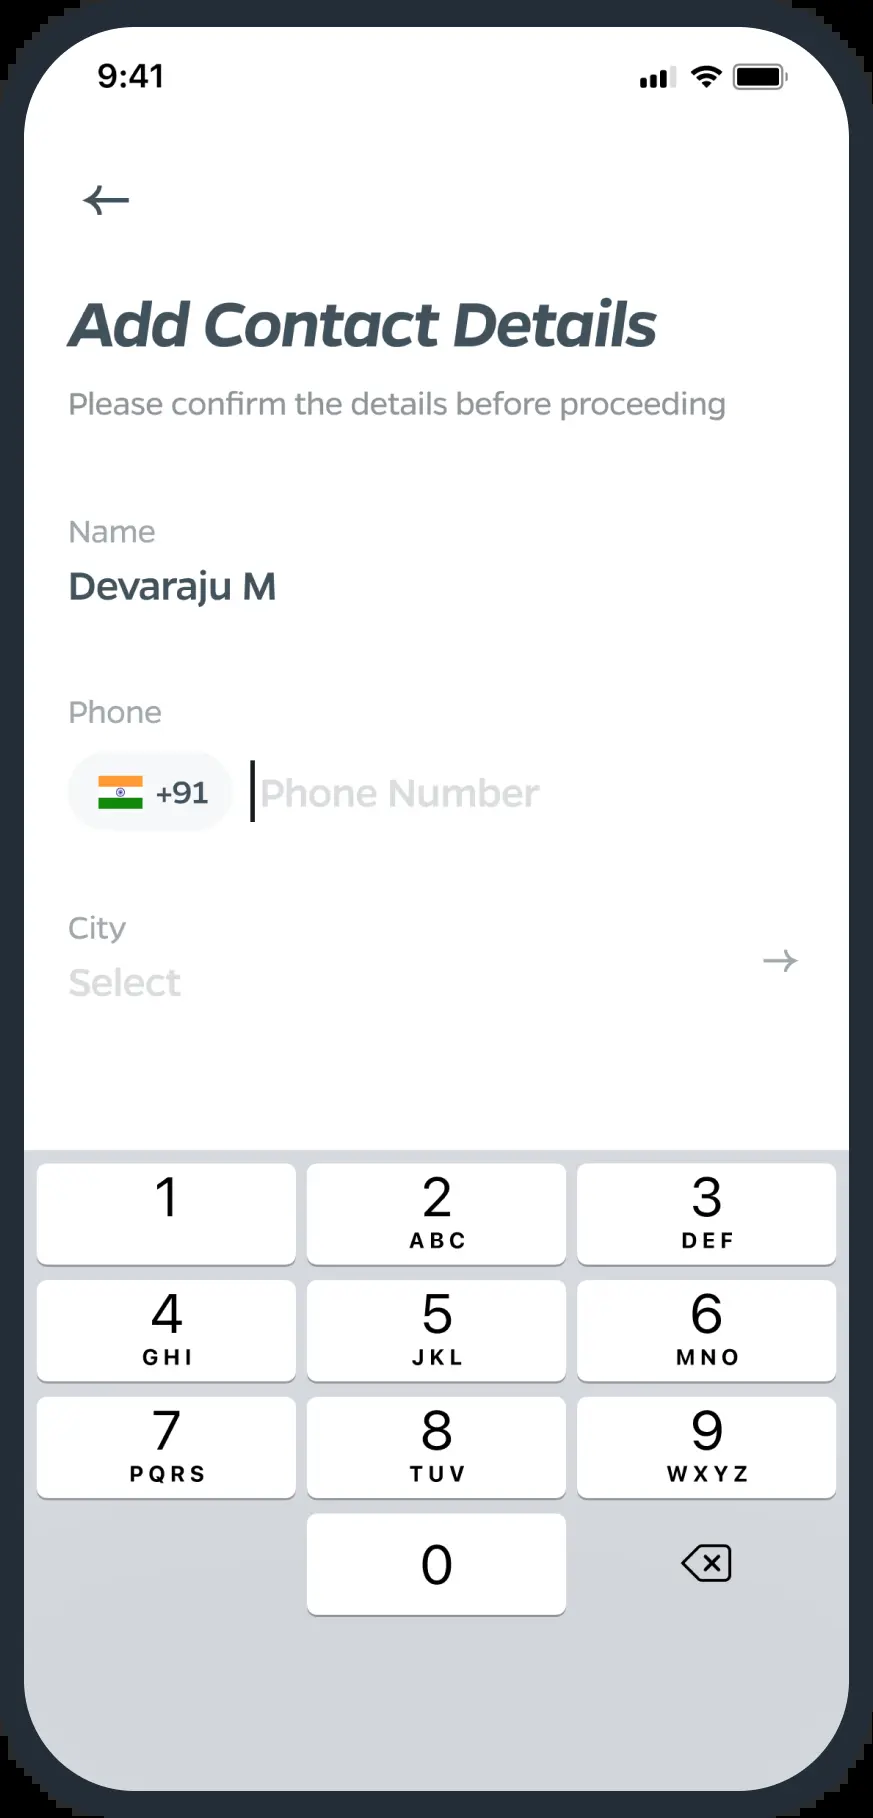 9:41
Add Contact Details
Please confirm the details before proceeding
Name
Devaraju M
Phone
+91 Phone Number
City
Select
1 2 3
ABC DEF
4 5 6
GHI JKL MNO
7 8 9
PQRS TUV WXYZ
0